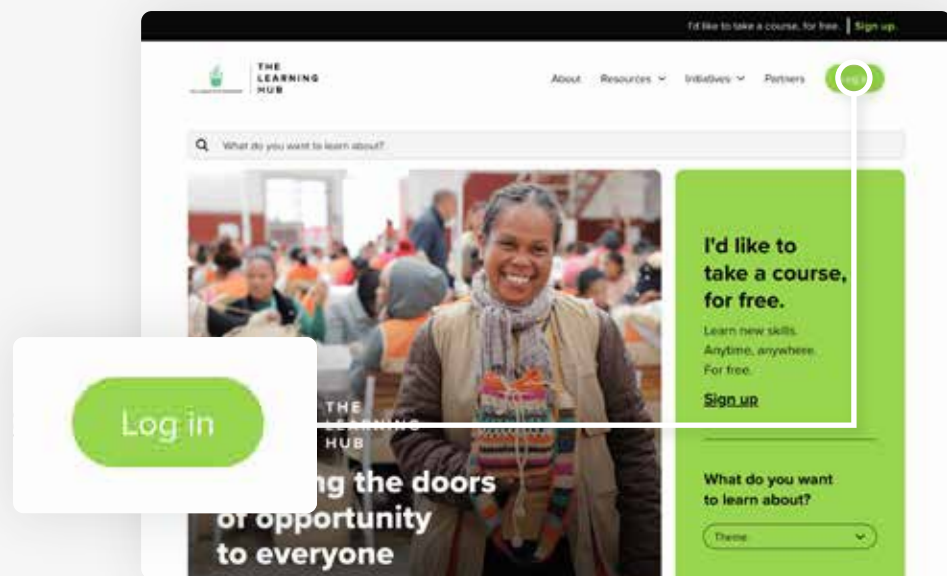 I'd like to take a course, for free. Sign up.
THE
LEARNING
HUB
About Resources Initiatives Partners Log in
What do you want to learn about?
I'd like to
take a course,
for free.
Learn new skills.
Anytime, anywhere.
For free.
Sign up
What do you want
to learn about?
Theme
THE
LEARNING
HUB
ng the doors
of opportunity
to everyone
Log in